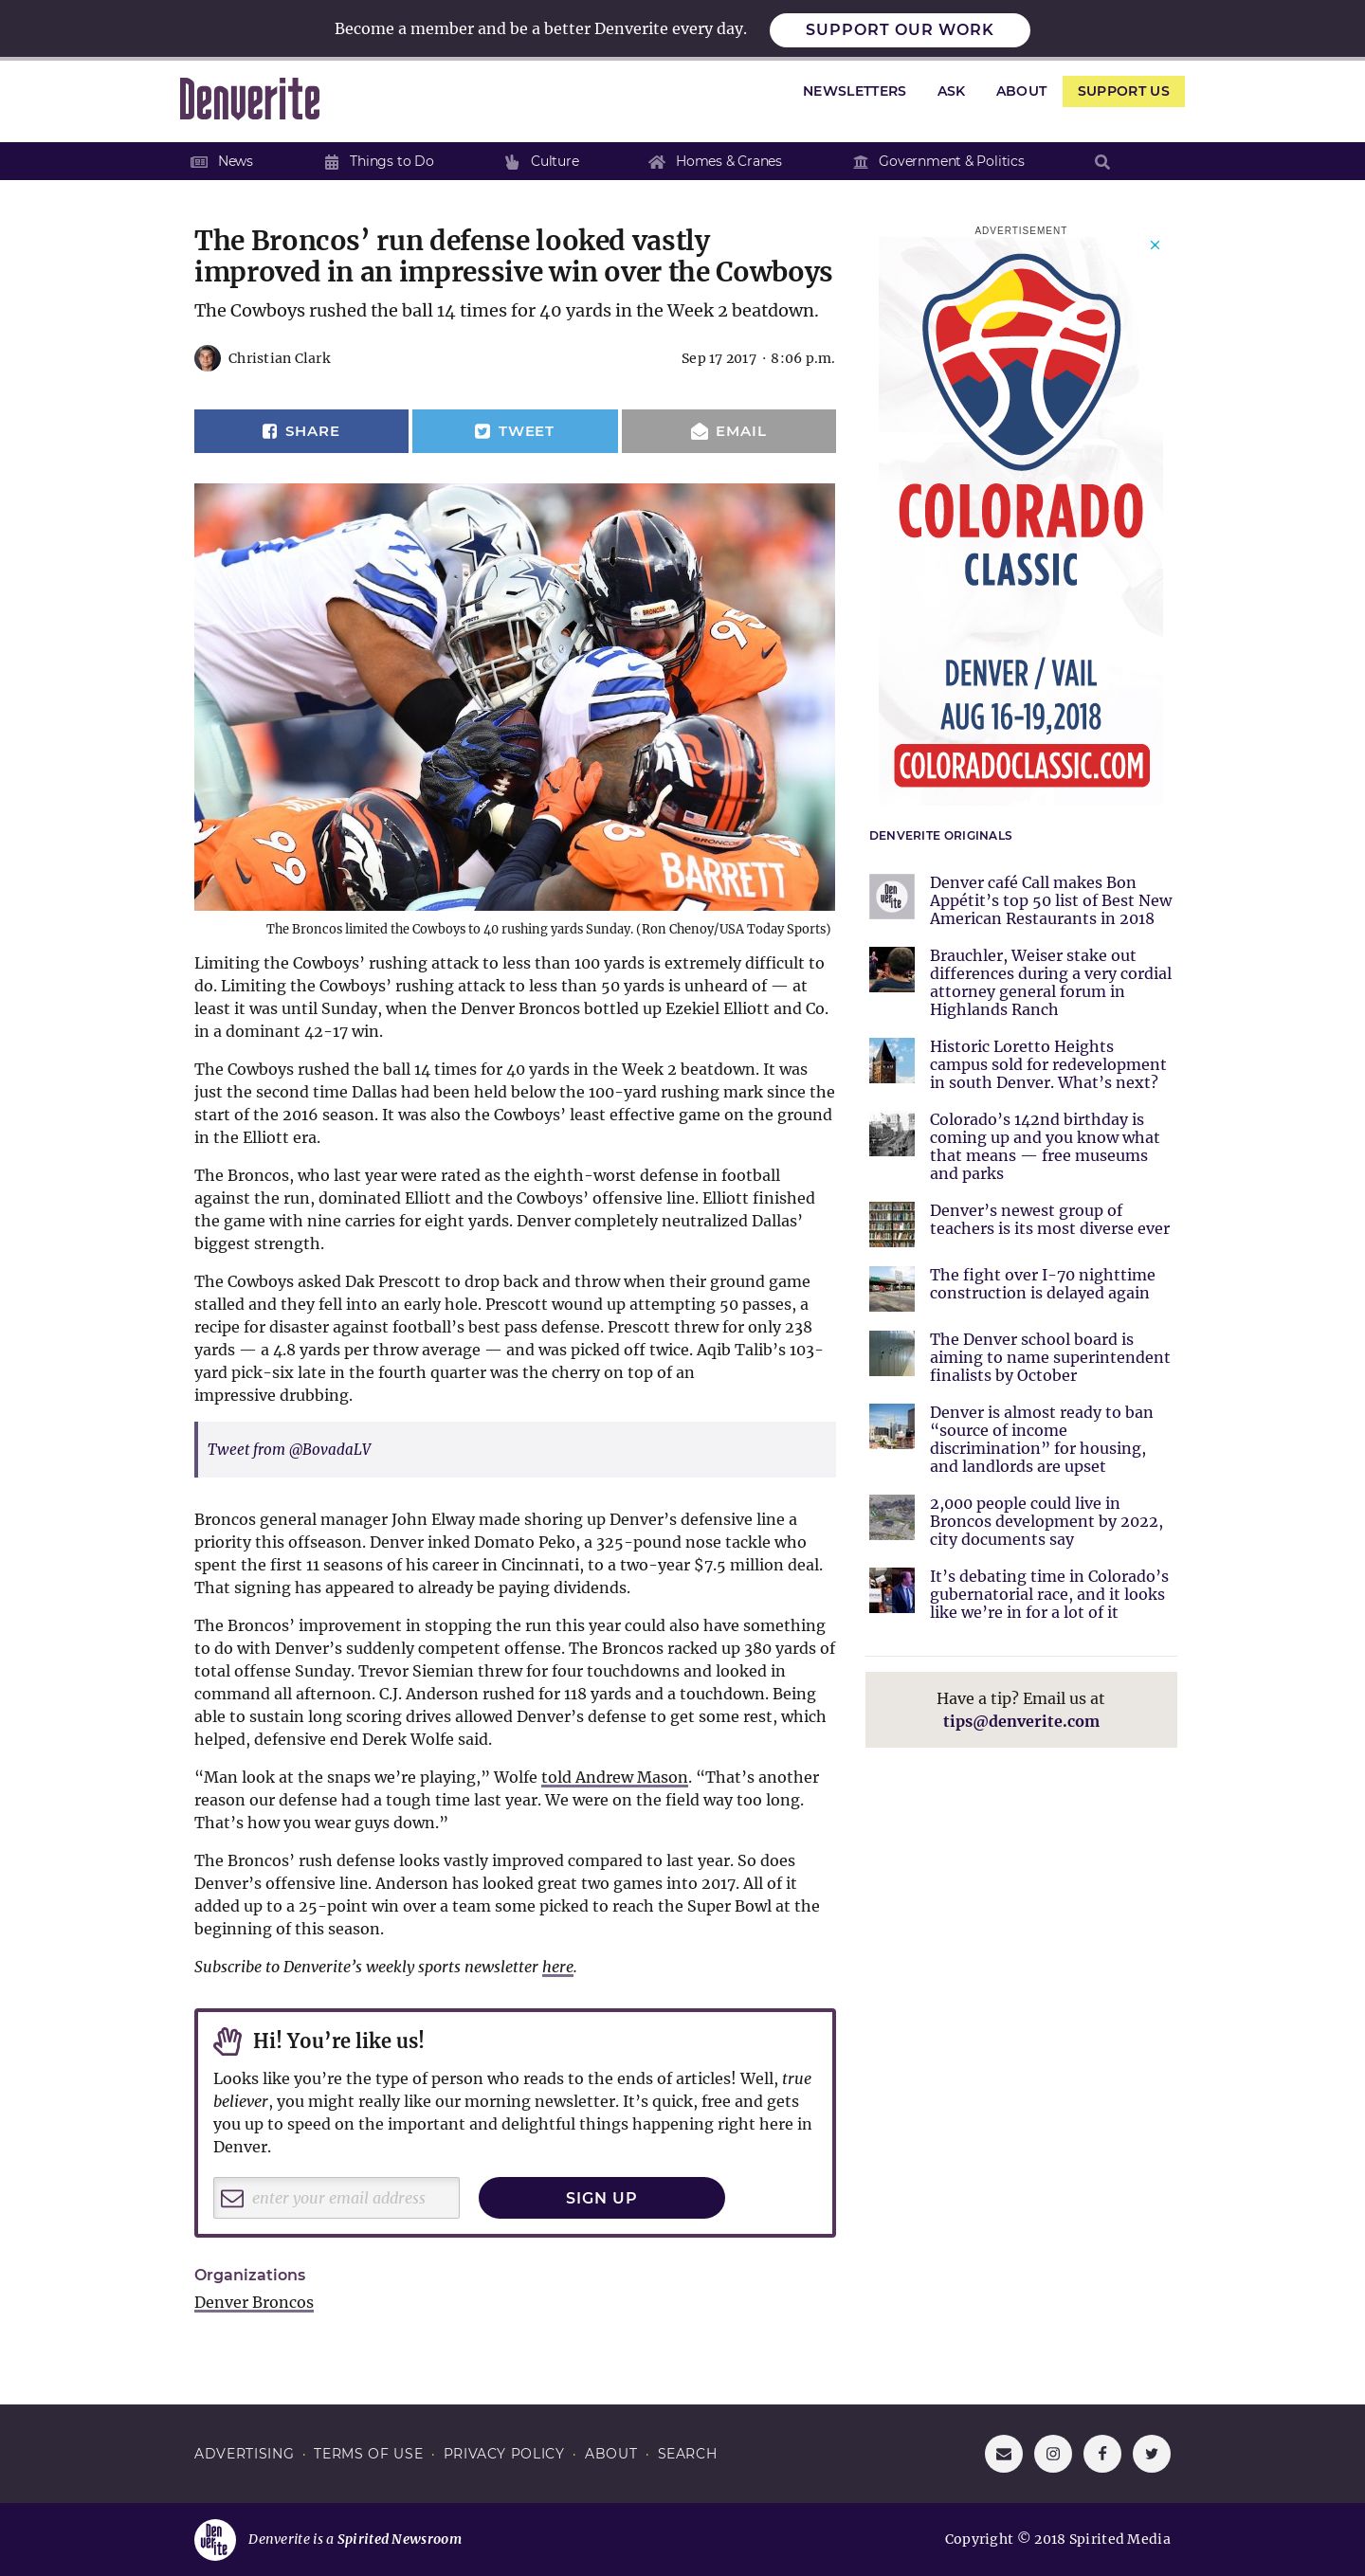 Become a member and be a better Denverite every day.
SUPPORT OUR WORK
Denverite
NEWSLETTERS ASK ABOUT SUPPORT US
News Things to Do Culture Homes & Cranes Government & Politics
The Broncos’ run defense looked vastly
improved in an impressive win over the Cowboys
The Cowboys rushed the ball 14 times for 40 yards in the Week 2 beatdown.
Christian Clark
Sep 17 2017 · 8:06 p.m.
SHARE
TWEET
EMAIL
95
96
BARRETT
The Broncos limited the Cowboys to 40 rushing yards Sunday. (Ron Chenoy/USA Today Sports)
Limiting the Cowboys’ rushing attack to less than 100 yards is extremely difficult to
do. Limiting the Cowboys’ rushing attack to less than 50 yards is unheard of — at
least it was until Sunday, when the Denver Broncos bottled up Ezekiel Elliott and Co.
in a dominant 42-17 win.
The Cowboys rushed the ball 14 times for 40 yards in the Week 2 beatdown. It was
just the second time Dallas had been held below the 100-yard rushing mark since the
start of the 2016 season. It was also the Cowboys’ least effective game on the ground
in the Elliott era.
The Broncos, who last year were rated as the eighth-worst defense in football
against the run, dominated Elliott and the Cowboys’ offensive line. Elliott finished
the game with nine carries for eight yards. Denver completely neutralized Dallas’
biggest strength.
The Cowboys asked Dak Prescott to drop back and throw when their ground game
stalled and they fell into an early hole. Prescott wound up attempting 50 passes, a
recipe for disaster against football’s best pass defense. Prescott threw for only 238
yards — a 4.8 yards per throw average — and was picked off twice. Aqib Talib’s 103-
yard pick-six late in the fourth quarter was the cherry on top of an
impressive drubbing.
Tweet from @BovadaLV
Broncos general manager John Elway made shoring up Denver’s defensive line a
priority this offseason. Denver inked Domato Peko, a 325-pound nose tackle who
spent the first 11 seasons of his career in Cincinnati, to a two-year $7.5 million deal.
That signing has appeared to already be paying dividends.
The Broncos’ improvement in stopping the run this year could also have something
to do with Denver’s suddenly competent offense. The Broncos racked up 380 yards of
total offense Sunday. Trevor Siemian threw for four touchdowns and looked in
command all afternoon. C.J. Anderson rushed for 118 yards and a touchdown. Being
able to sustain long scoring drives allowed Denver’s defense to get some rest, which
helped, defensive end Derek Wolfe said.
“Man look at the snaps we’re playing,” Wolfe told Andrew Mason. “That’s another
reason our defense had a tough time last year. We were on the field way too long.
That’s how you wear guys down.”
The Broncos’ rush defense looks vastly improved compared to last year. So does
Denver’s offensive line. Anderson has looked great two games into 2017. All of it
added up to a 25-point win over a team some picked to reach the Super Bowl at the
beginning of this season.
Subscribe to Denverite’s weekly sports newsletter here.
Hi! You’re like us!
Looks like you’re the type of person who reads to the ends of articles! Well, true
believer, you might really like our morning newsletter. It’s quick, free and gets
you up to speed on the important and delightful things happening right here in
Denver.
enter your email address
SIGN UP
Organizations
Denver Broncos
ADVERTISEMENT
COLORADO
CLASSIC
DENVER / VAIL
AUG 16-19, 2018
COLORADOCLASSIC.COM
DENVERITE ORIGINALS
Denverite
Denver café Call makes Bon
Appétit’s top 50 list of Best New
American Restaurants in 2018
Brauchler, Weiser stake out
differences during a very cordial
attorney general forum in
Highlands Ranch
Historic Loretto Heights
campus sold for redevelopment
in south Denver. What’s next?
Colorado’s 142nd birthday is
coming up and you know what
that means — free museums
and parks
Denver’s newest group of
teachers is its most diverse ever
The fight over I-70 nighttime
construction is delayed again
The Denver school board is
aiming to name superintendent
finalists by October
Denver is almost ready to ban
“source of income
discrimination” for housing,
and landlords are upset
2,000 people could live in
Broncos development by 2022,
city documents say
It’s debating time in Colorado’s
gubernatorial race, and it looks
like we’re in for a lot of it
Have a tip? Email us at
tips@denverite.com
ADVERTISING · TERMS OF USE · PRIVACY POLICY · ABOUT · SEARCH
Denverite
Denverite is a Spirited Newsroom
Copyright © 2018 Spirited Media